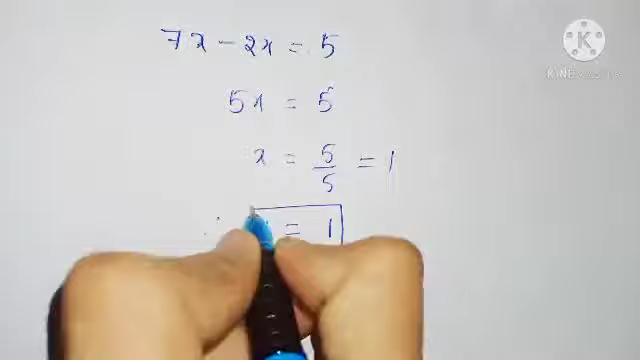 7x - 2x = 5
5x = 5
x = 5/5 = 1
= 1